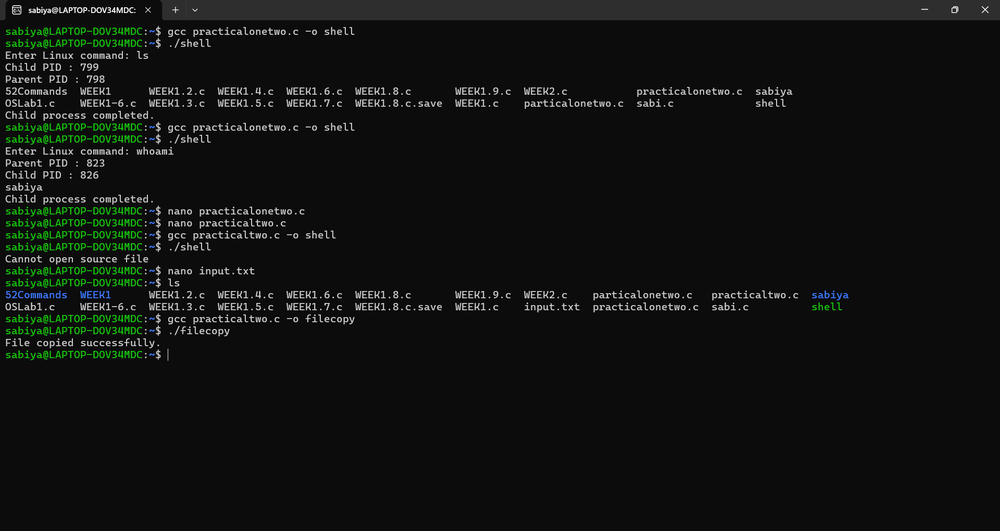 sabiya@LAPTOP-DOV34MDC:
sabiya@LAPTOP-DOV34MDC:~$ gcc practicalonetwo.c -o shell
sabiya@LAPTOP-DOV34MDC:~$ ./shell
Enter Linux command: ls
Child PID : 799
Parent PID : 798
52Commands  WEEK1      WEEK1.2.c  WEEK1.4.c  WEEK1.6.c  WEEK1.8.c       WEEK1.9.c  WEEK2.c           practicalonetwo.c  sabiya
OSLab1.c    WEEK1-6.c  WEEK1.3.c  WEEK1.5.c  WEEK1.7.c  WEEK1.8.c.save  WEEK1.c    particalonetwo.c  sabi.c             shell
Child process completed.
sabiya@LAPTOP-DOV34MDC:~$ gcc practicalonetwo.c -o shell
sabiya@LAPTOP-DOV34MDC:~$ ./shell
Enter Linux command: whoami
Parent PID : 823
Child PID : 826
sabiya
Child process completed.
sabiya@LAPTOP-DOV34MDC:~$ nano practicalonetwo.c
sabiya@LAPTOP-DOV34MDC:~$ nano practicaltwo.c
sabiya@LAPTOP-DOV34MDC:~$ gcc practicaltwo.c -o shell
sabiya@LAPTOP-DOV34MDC:~$ ./shell
Cannot open source file
sabiya@LAPTOP-DOV34MDC:~$ nano input.txt
sabiya@LAPTOP-DOV34MDC:~$ ls
52Commands  WEEK1      WEEK1.2.c  WEEK1.4.c  WEEK1.6.c  WEEK1.8.c       WEEK1.9.c  WEEK2.c    particalonetwo.c   practicaltwo.c  sabiya
OSLab1.c    WEEK1-6.c  WEEK1.3.c  WEEK1.5.c  WEEK1.7.c  WEEK1.8.c.save  WEEK1.c    input.txt  practicalonetwo.c  sabi.c          shell
sabiya@LAPTOP-DOV34MDC:~$ gcc practicaltwo.c -o filecopy
sabiya@LAPTOP-DOV34MDC:~$ ./filecopy
File copied successfully.
sabiya@LAPTOP-DOV34MDC:~$